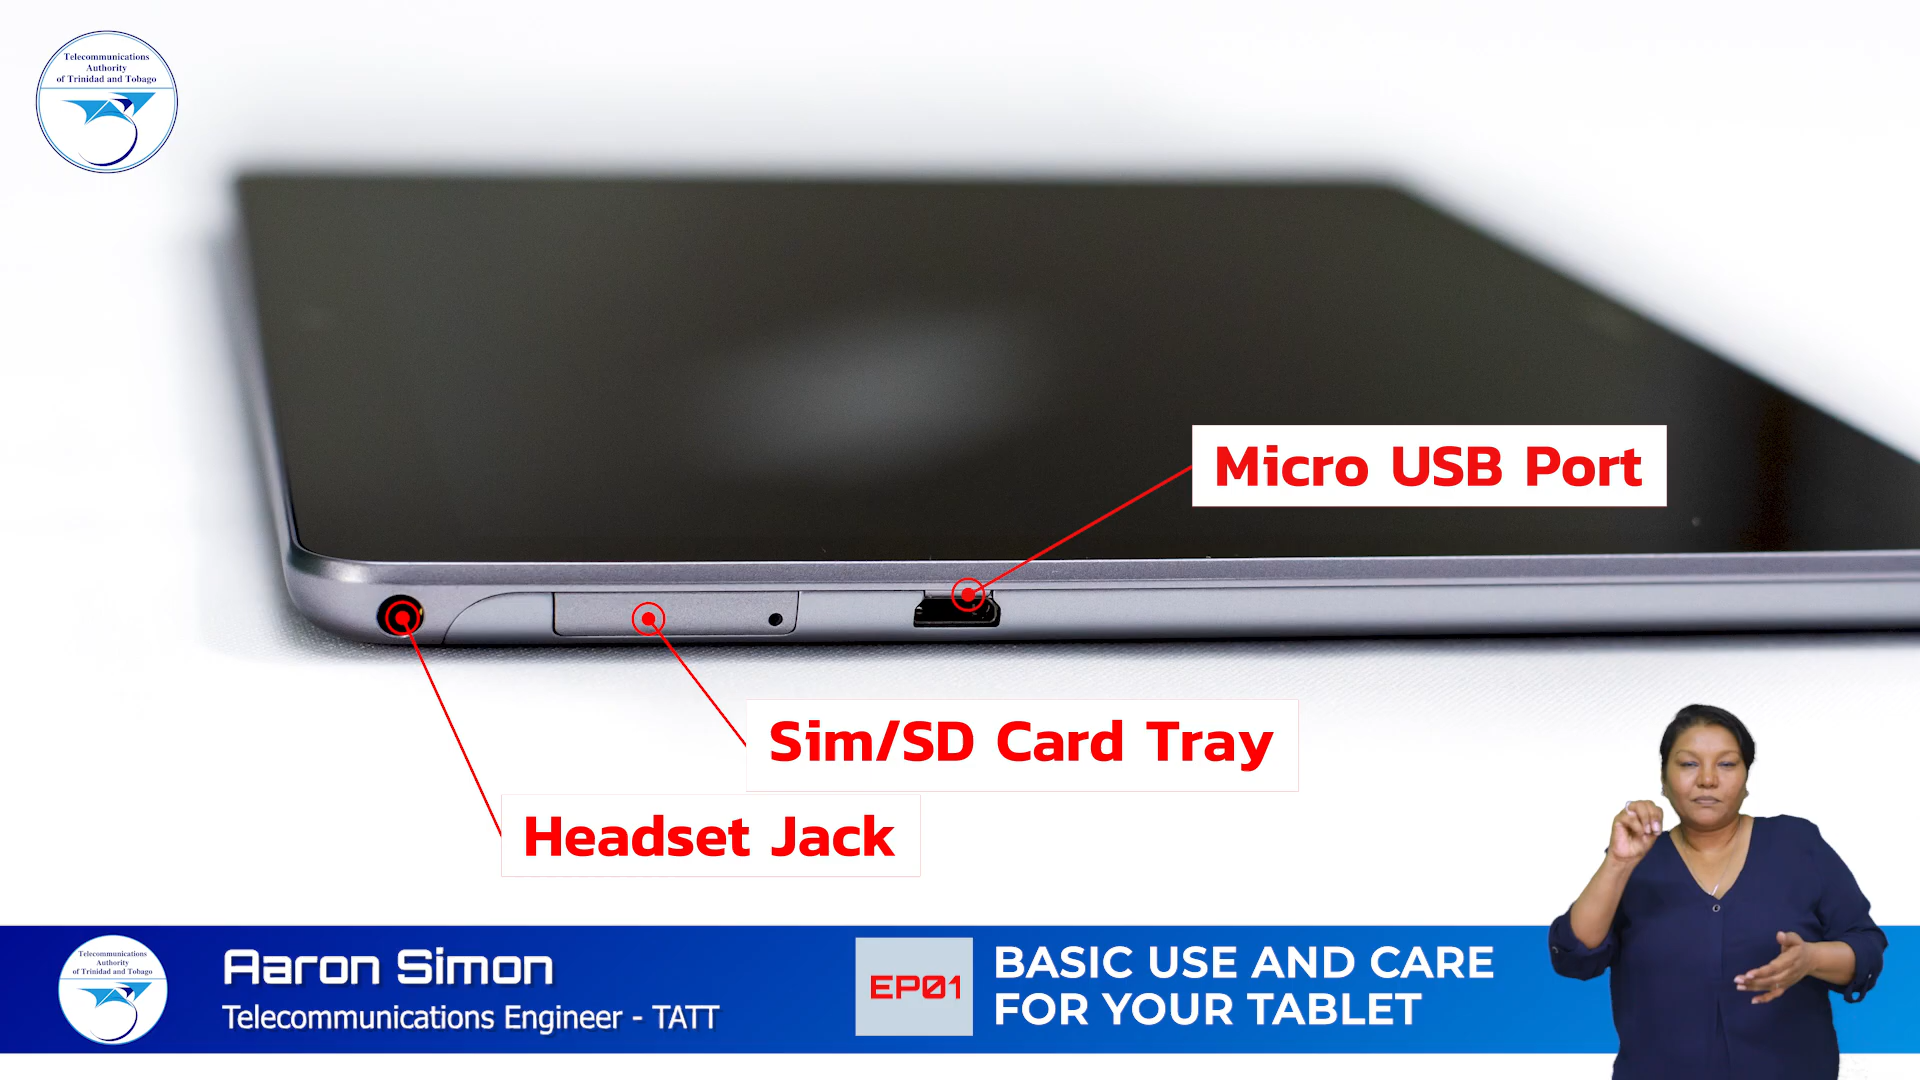 Telecommunications
Authority
of Trinidad and Tobago
Micro USB Port
Sim/SD Card Tray
Headset Jack
Telecommunications
Authority
of Trinidad and Tobago
Aaron Simon
Telecommunications Engineer - TATT
EP01
BASIC USE AND CARE
FOR YOUR TABLET